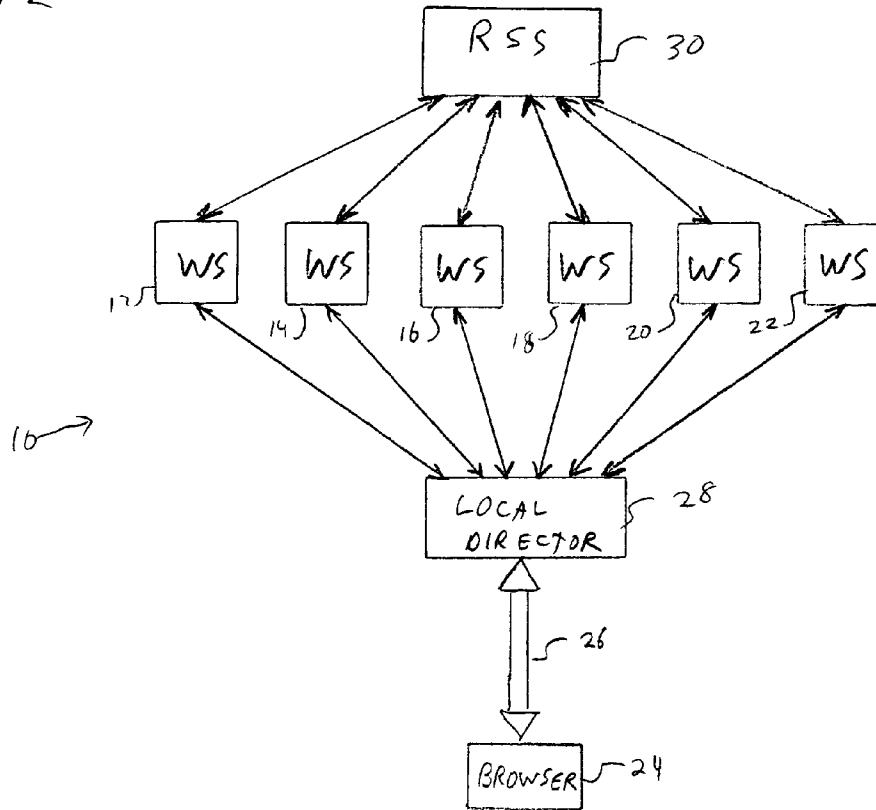 RSS 30
WS WS WS WS WS WS
12 14 16 18 20 22
10
LOCAL 28
DIRECTOR
26
BROWSER 24